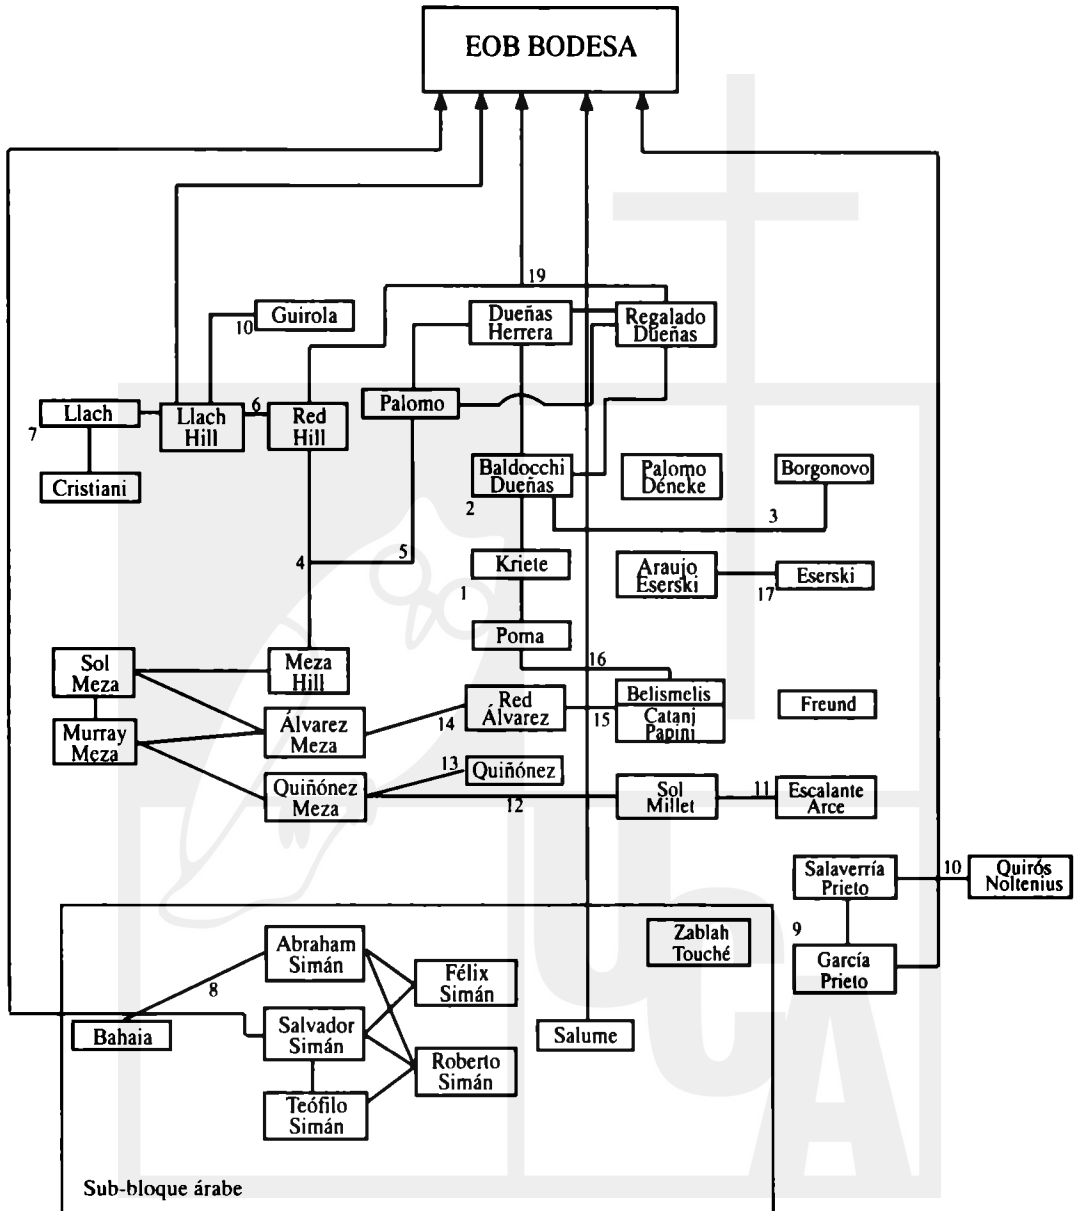 EOB BODESA
19
Guirola
10
Dueñas
Herrera
Regalado
Dueñas
Palomo
Llach
7
Llach
Hill
6
Red
Hill
Cristiani
Baldocchi
Dueñas
2
Palomo
Déneke
Borgonovo
3
4
5
Kriete
1
Araujo
Eserski
17
Eserski
Poma
16
Sol
Meza
Meza
Hill
Murray
Meza
Álvarez
Meza
14
Red
Álvarez
15
Belismelis
Catani
Papini
Freund
Quiñónez
Meza
13
Quiñónez
12
Sol
Millet
11
Escalante
Arce
Salaverría
Prieto
10
Quirós
Noltenius
9
García
Prieto
Zablah
Touché
Abraham
Simán
8
Félix
Simán
Bahaia
Salvador
Simán
Salume
Roberto
Simán
Teófilo
Simán
Sub-bloque árabe
UCA